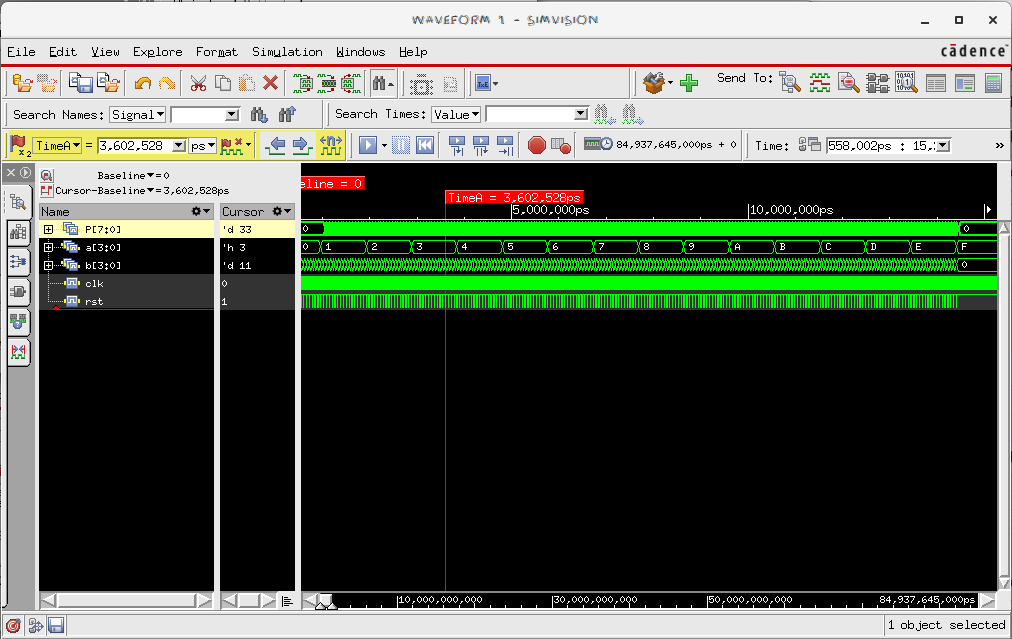 WAVEFORM 1 - SIMVISION
File Edit View Explore Format Simulation Windows Help
cādence
Send To:
Search Names: Signal
Search Times: Value
x2 TimeA = 3,602,528 ps
84,937,645,000ps + 0
Time: 558,002ps : 15,
Baseline = 0
Cursor-Baseline = 3,602,528ps
eline = 0
TimeA = 3,602,528ps
5,000,000ps 10,000,000ps
Name Cursor
P[7:0] 'd 33 0 0
a[3:0] 'h 3 0 1 2 3 4 5 6 7 8 9 A B C D E F
b[3:0] 'd 11 0
clk 0
rst 1
10,000,000,000 30,000,000,000 50,000,000,000 84,937,645,000ps
1 object selected